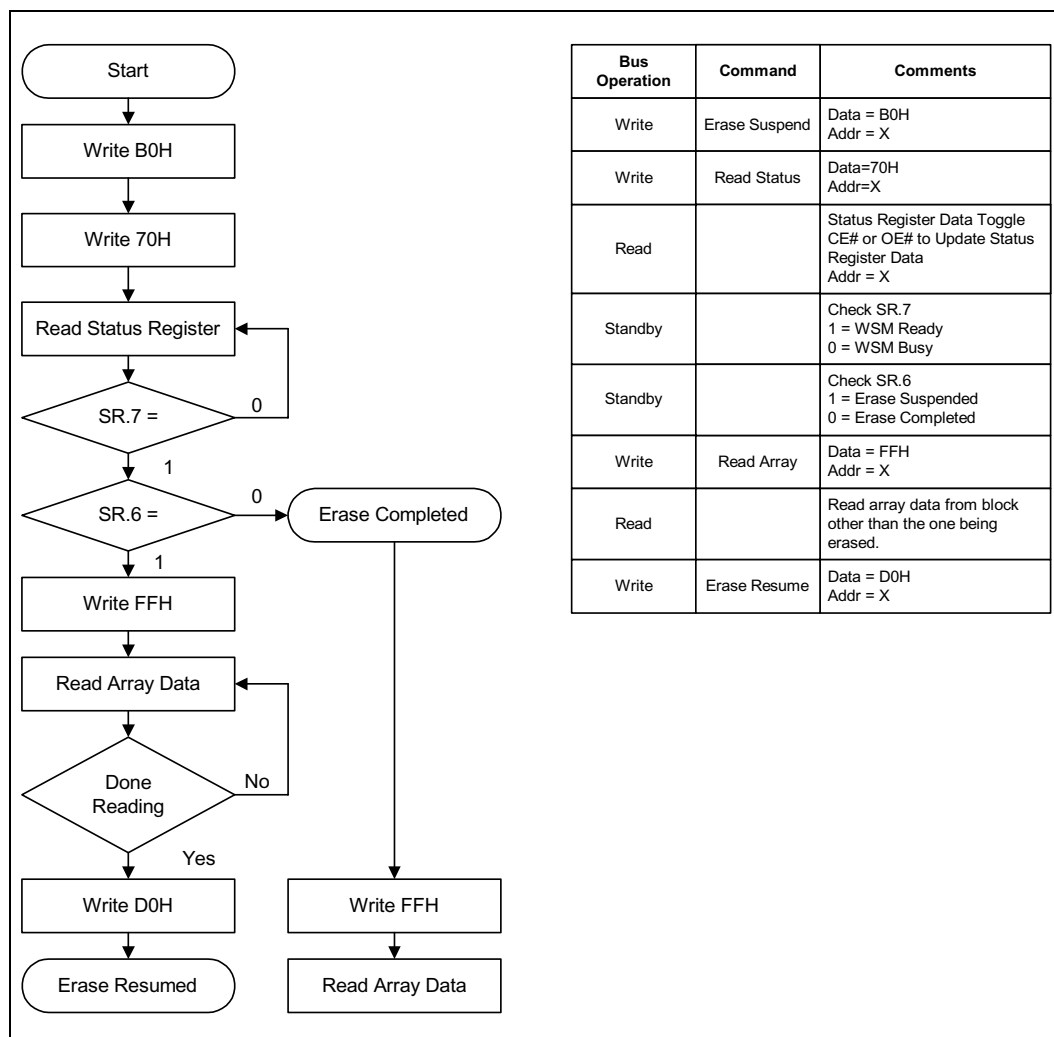 Start
Write B0H
Write 70H
Read Status Register
SR.7 =
0
1
SR.6 =
0
Erase Completed
1
Write FFH
Read Array Data
Done
Reading
No
Yes
Write D0H
Erase Resumed
Write FFH
Read Array Data
Bus
Operation
Command
Comments
Write
Erase Suspend
Data = B0H
Addr = X
Write
Read Status
Data=70H
Addr=X
Read
Status Register Data Toggle
CE# or OE# to Update Status
Register Data
Addr = X
Standby
Check SR.7
1 = WSM Ready
0 = WSM Busy
Standby
Check SR.6
1 = Erase Suspended
0 = Erase Completed
Write
Read Array
Data = FFH
Addr = X
Read
Read array data from block
other than the one being
erased.
Write
Erase Resume
Data = D0H
Addr = X